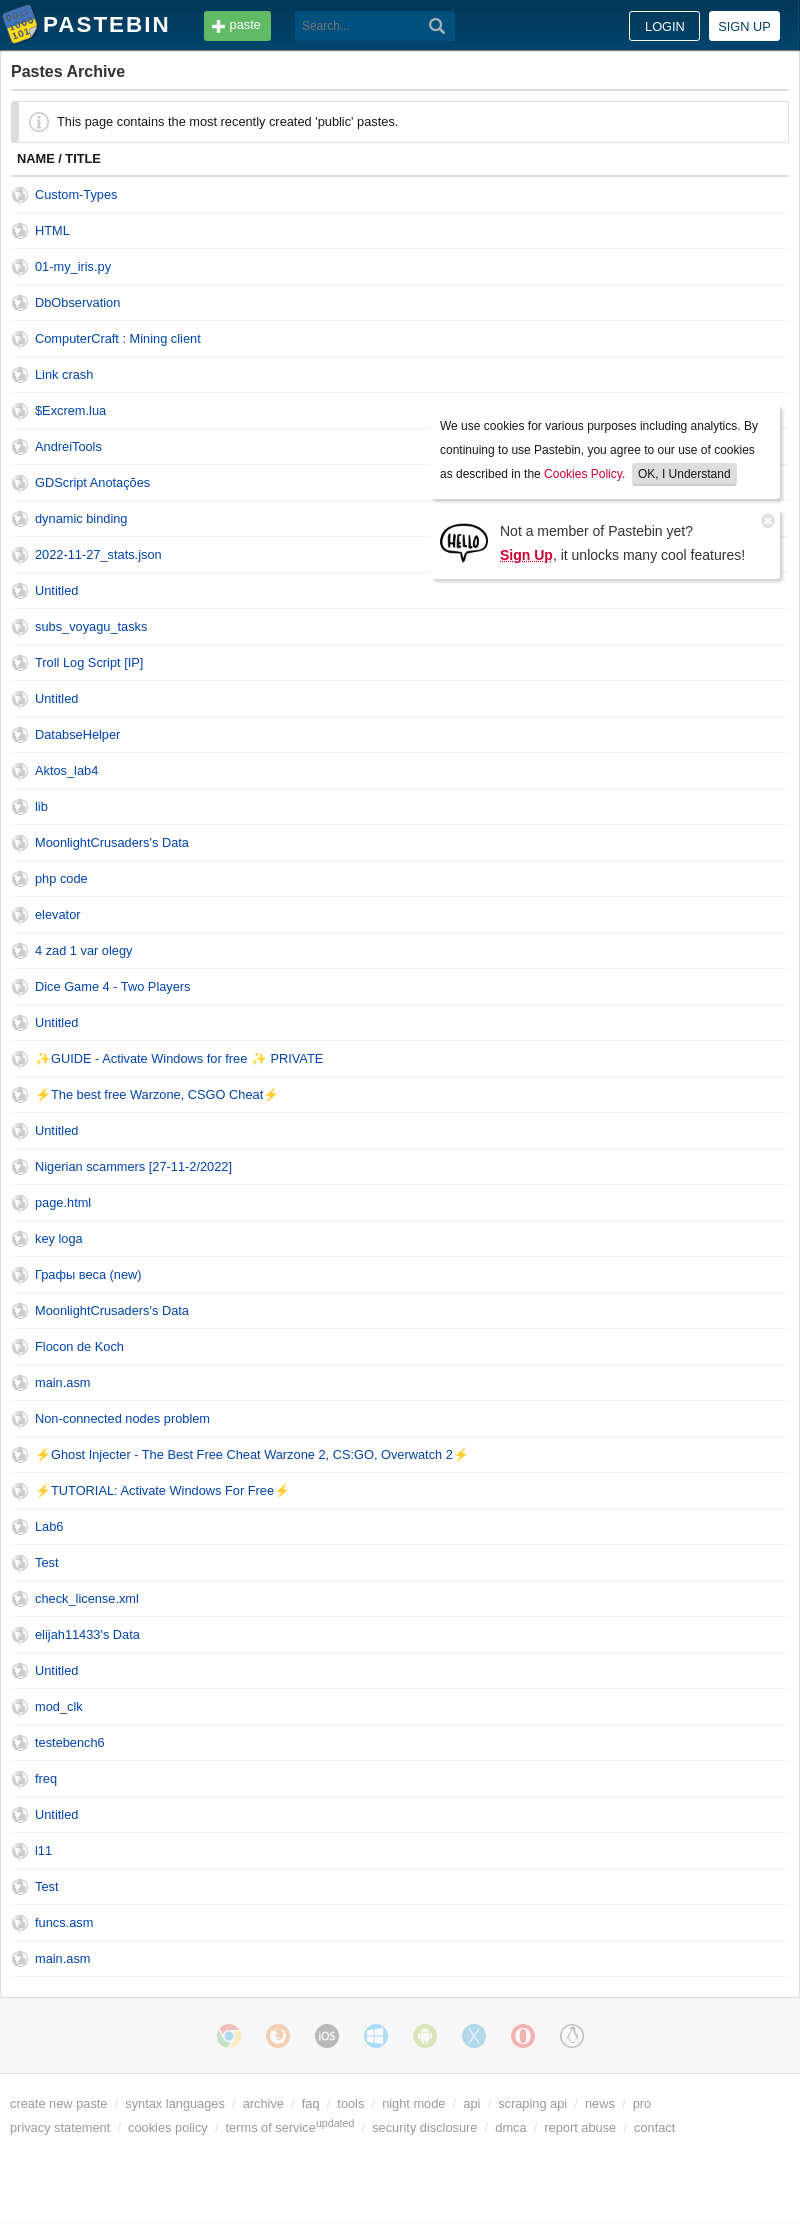 PASTEBIN
paste
Search...
LOGIN
SIGN UP
Pastes Archive
This page contains the most recently created 'public' pastes.
NAME / TITLE
Custom-Types
HTML
01-my_iris.py
DbObservation
ComputerCraft : Mining client
Link crash
$Excrem.lua
AndreiTools
GDScript Anotações
dynamic binding
2022-11-27_stats.json
We use cookies for various purposes including analytics. By
continuing to use Pastebin, you agree to our use of cookies
as described in the Cookies Policy. OK, I Understand
HELLO
Not a member of Pastebin yet?
Sign Up, it unlocks many cool features!
Untitled
subs_voyagu_tasks
Troll Log Script [IP]
Untitled
DatabseHelper
Aktos_lab4
lib
MoonlightCrusaders's Data
php code
elevator
4 zad 1 var olegy
Dice Game 4 - Two Players
Untitled
✨GUIDE - Activate Windows for free ✨ PRIVATE
⚡The best free Warzone, CSGO Cheat⚡
Untitled
Nigerian scammers [27-11-2/2022]
page.html
key loga
Графы веса (new)
MoonlightCrusaders's Data
Flocon de Koch
main.asm
Non-connected nodes problem
⚡Ghost Injecter - The Best Free Cheat Warzone 2, CS:GO, Overwatch 2⚡
⚡TUTORIAL: Activate Windows For Free⚡
Lab6
Test
check_license.xml
elijah11433's Data
Untitled
mod_clk
testebench6
freq
Untitled
l11
Test
funcs.asm
main.asm
iOS
create new paste / syntax languages / archive / faq / tools / night mode / api / scraping api / news / pro
privacy statement / cookies policy / terms of service updated / security disclosure / dmca / report abuse / contact